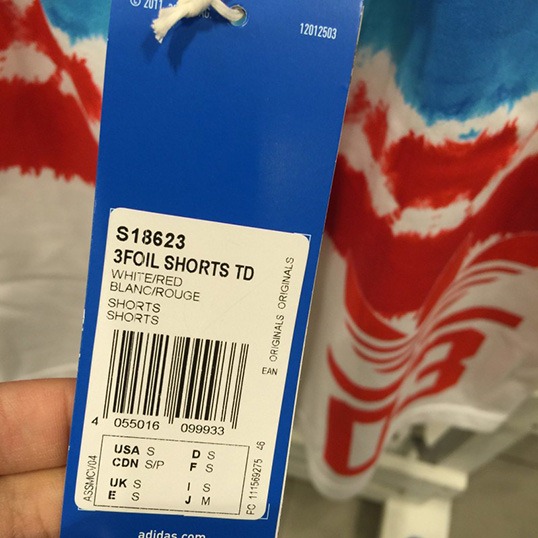 © 2011
12012503
S18623
3FOIL SHORTS TD
WHITE/RED
BLANC/ROUGE
SHORTS
SHORTS
ORIGINALS ORIGINALS
EAN
4 055016 099933
USA S D S
CDN S/P F S
UK S I S
E S J M
ASSMCV04
FC 111569275 46
adidas.com